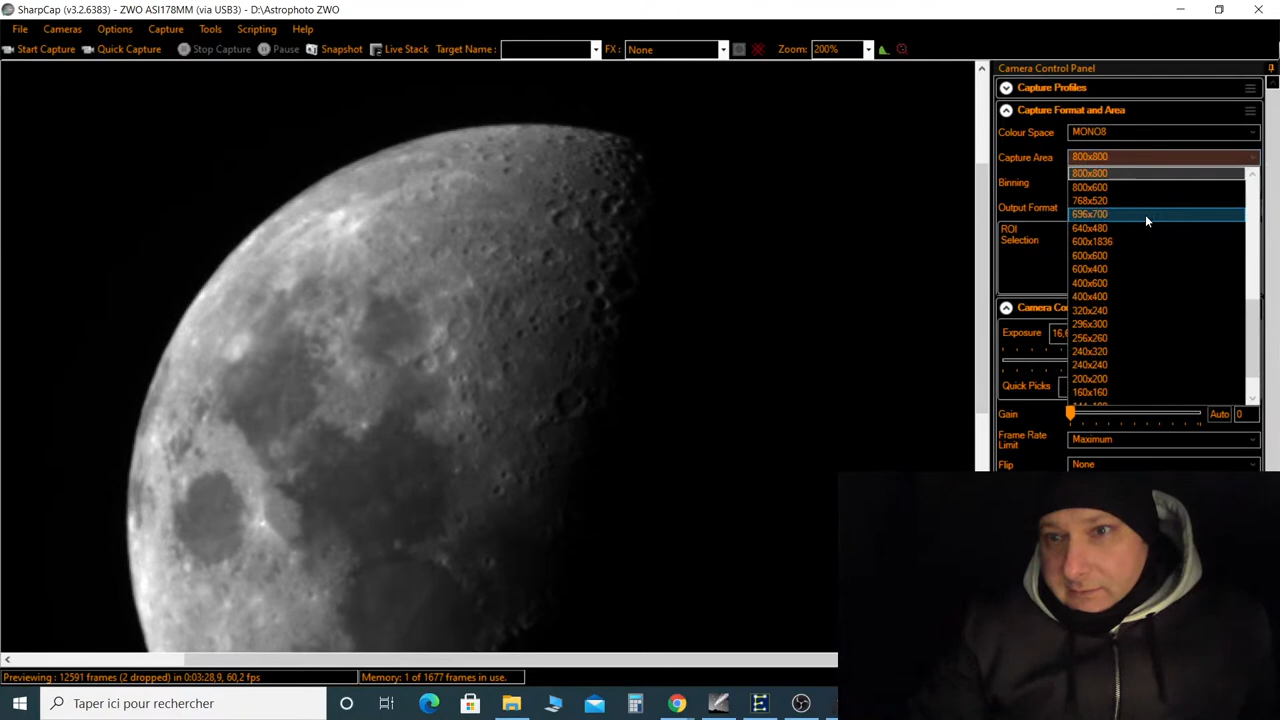 SharpCap (v3.2.6383) - ZWO ASI178MM (via USB3) - D:\Astrophoto ZWO
File Cameras Options Capture Tools Scripting Help
Start Capture Quick Capture Stop Capture Pause Snapshot Live Stack Target Name : FX : None Zoom: 200%
Camera Control Panel
Capture Profiles
Capture Format and Area
Colour Space MONO8
Capture Area 800x800
800x800
Binning
800x600
768x520
Output Format
696x700
ROI Selection
640x480
600x1836
600x600
600x400
400x600
400x400
320x240
296x300
256x260
240x320
240x240
200x200
160x160
Exposure 16,6
Quick Picks
Gain Auto 0
Frame Rate Limit Maximum
Flip None
Previewing : 12591 frames (2 dropped) in 0:03:28,9, 60,2 fps Memory: 1 of 1677 frames in use.
Taper ici pour rechercher